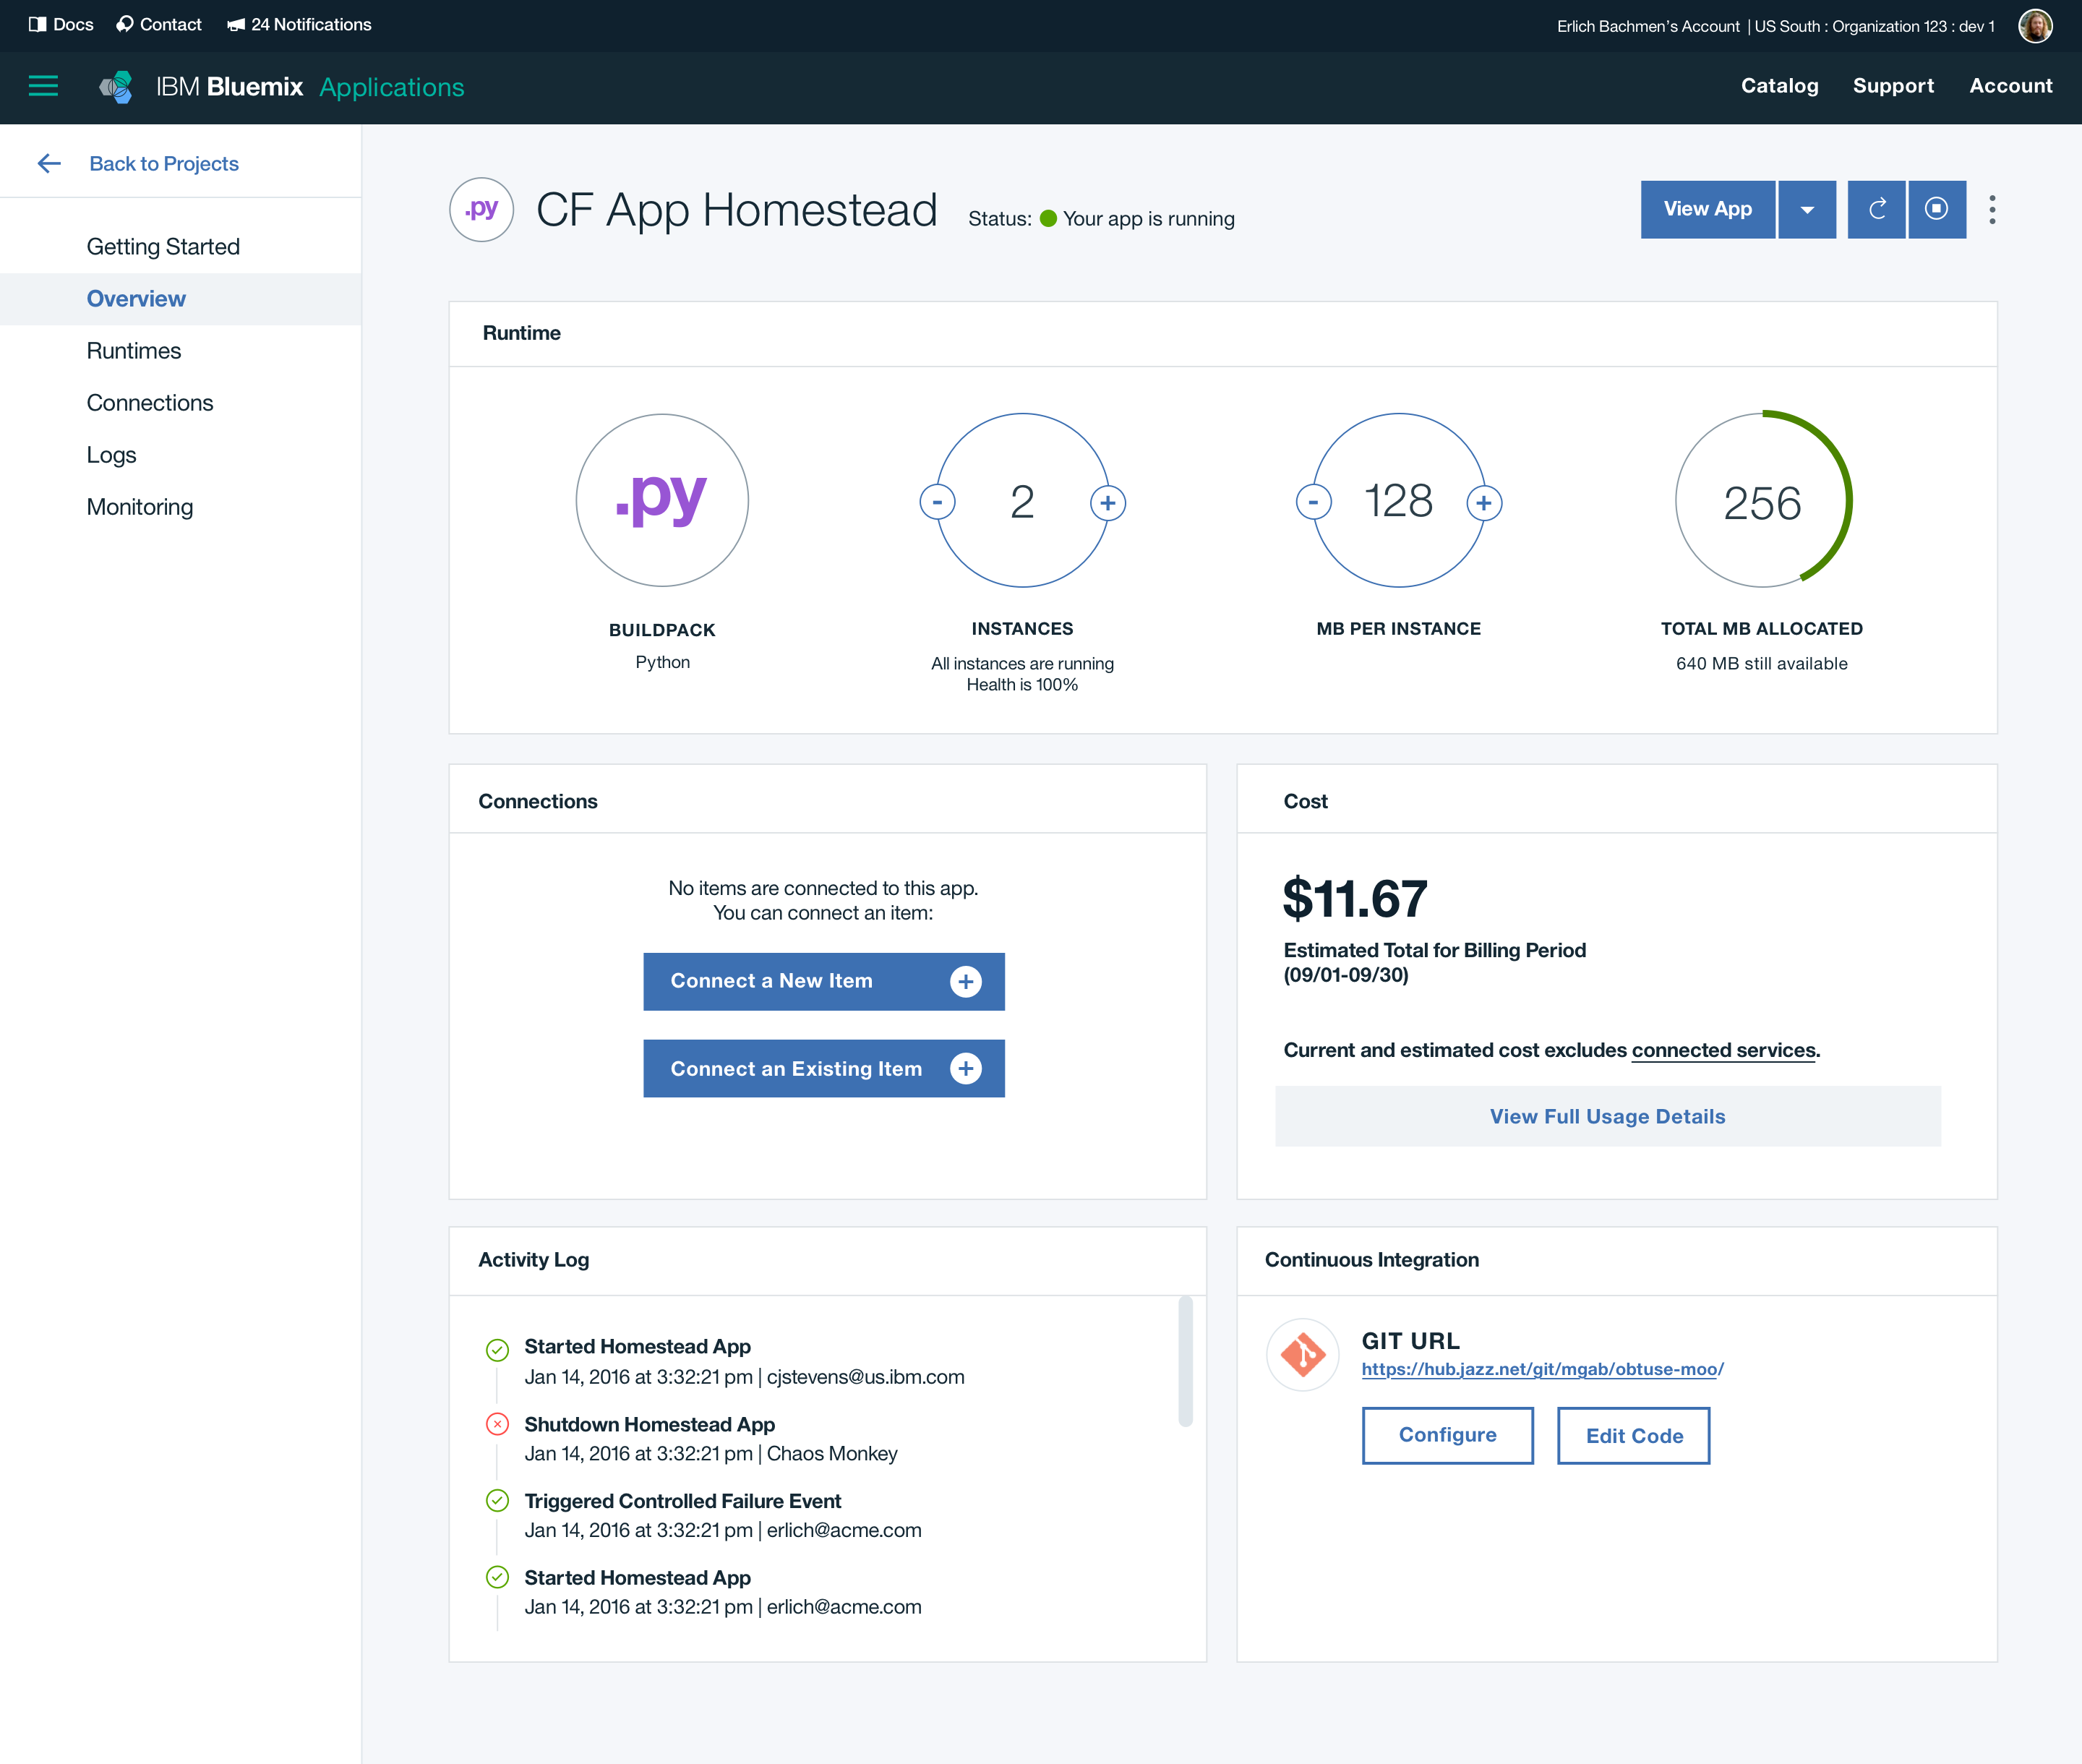 Docs
Contact
24 Notifications
Erlich Bachmen's Account | US South : Organization 123 : dev 1
IBM Bluemix Applications
Catalog
Support
Account
Back to Projects
Getting Started
Overview
Runtimes
Connections
Logs
Monitoring
.py
CF App Homestead
Status: Your app is running
View App
Runtime
.py
BUILDPACK
Python
- 2 +
INSTANCES
All instances are running
Health is 100%
- 128 +
MB PER INSTANCE
256
TOTAL MB ALLOCATED
640 MB still available
Connections
No items are connected to this app.
You can connect an item:
Connect a New Item +
Connect an Existing Item +
Cost
$11.67
Estimated Total for Billing Period
(09/01-09/30)
Current and estimated cost excludes connected services.
View Full Usage Details
Activity Log
Started Homestead App
Jan 14, 2016 at 3:32:21 pm | cjstevens@us.ibm.com
Shutdown Homestead App
Jan 14, 2016 at 3:32:21 pm | Chaos Monkey
Triggered Controlled Failure Event
Jan 14, 2016 at 3:32:21 pm | erlich@acme.com
Started Homestead App
Jan 14, 2016 at 3:32:21 pm | erlich@acme.com
Continuous Integration
GIT URL
https://hub.jazz.net/git/mgab/obtuse-moo/
Configure
Edit Code